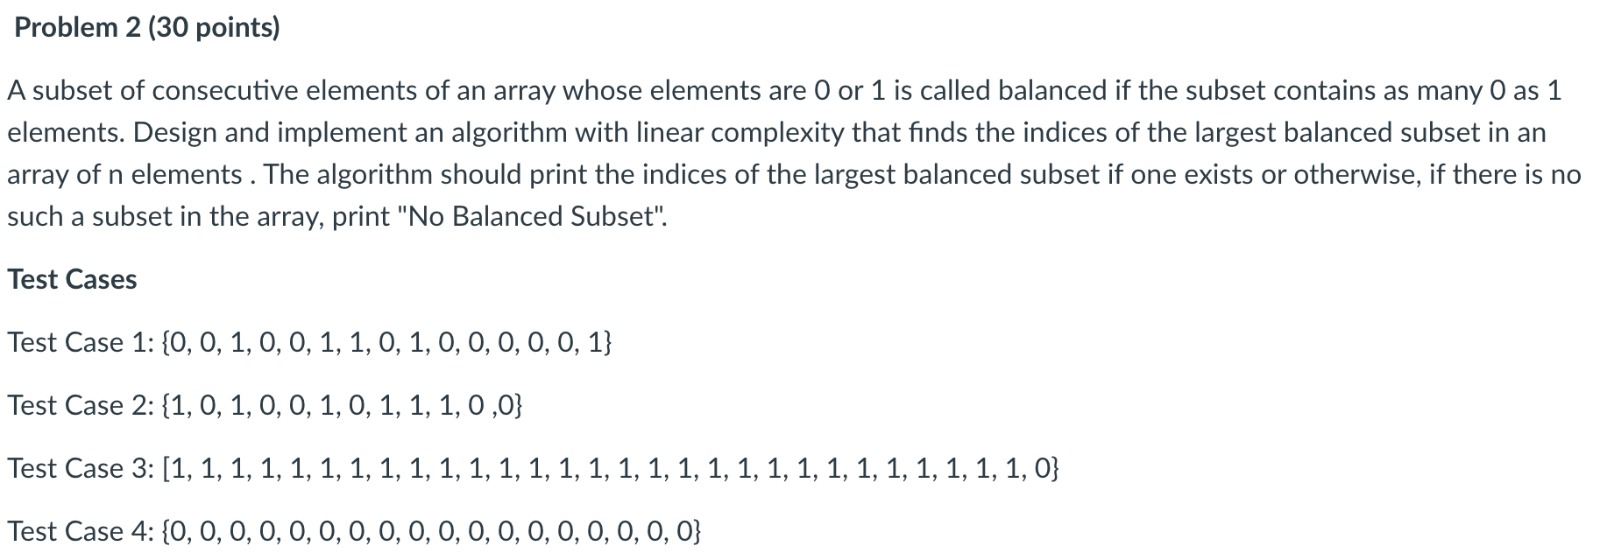 Problem 2 (30 points)
A subset of consecutive elements of an array whose elements are 0 or 1 is called balanced if the subset contains as many 0 as 1
elements. Design and implement an algorithm with linear complexity that finds the indices of the largest balanced subset in an
array of n elements . The algorithm should print the indices of the largest balanced subset if one exists or otherwise, if there is no
such a subset in the array, print "No Balanced Subset".
Test Cases
Test Case 1: {0, 0, 1, 0, 0, 1, 1, 0, 1, 0, 0, 0, 0, 0, 1}
Test Case 2: {1, 0, 1, 0, 0, 1, 0, 1, 1, 1, 0 ,0}
Test Case 3: [1, 1, 1, 1, 1, 1, 1, 1, 1, 1, 1, 1, 1, 1, 1, 1, 1, 1, 1, 1, 1, 1, 1, 1, 1, 1, 1, 1, 1, 0}
Test Case 4: {0, 0, 0, 0, 0, 0, 0, 0, 0, 0, 0, 0, 0, 0, 0, 0, 0, 0}